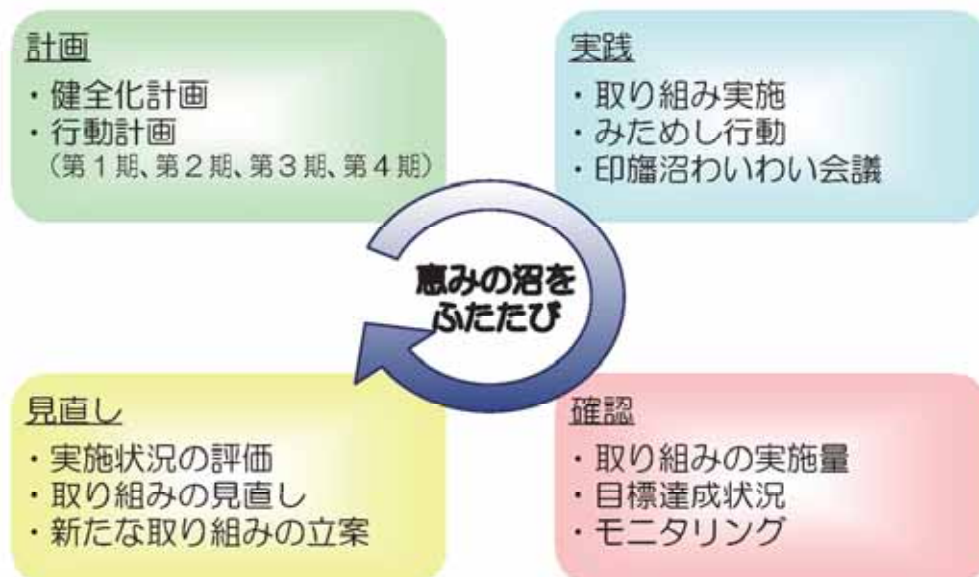 計画
・健全化計画
・行動計画
（第１期、第２期、第３期、第４期）
実践
・取り組み実施
・みためし行動
・印旛沼わいわい会議
恵みの沼を
ふたたび
見直し
・実施状況の評価
・取り組みの見直し
・新たな取り組みの立案
確認
・取り組みの実施量
・目標達成状況
・モニタリング